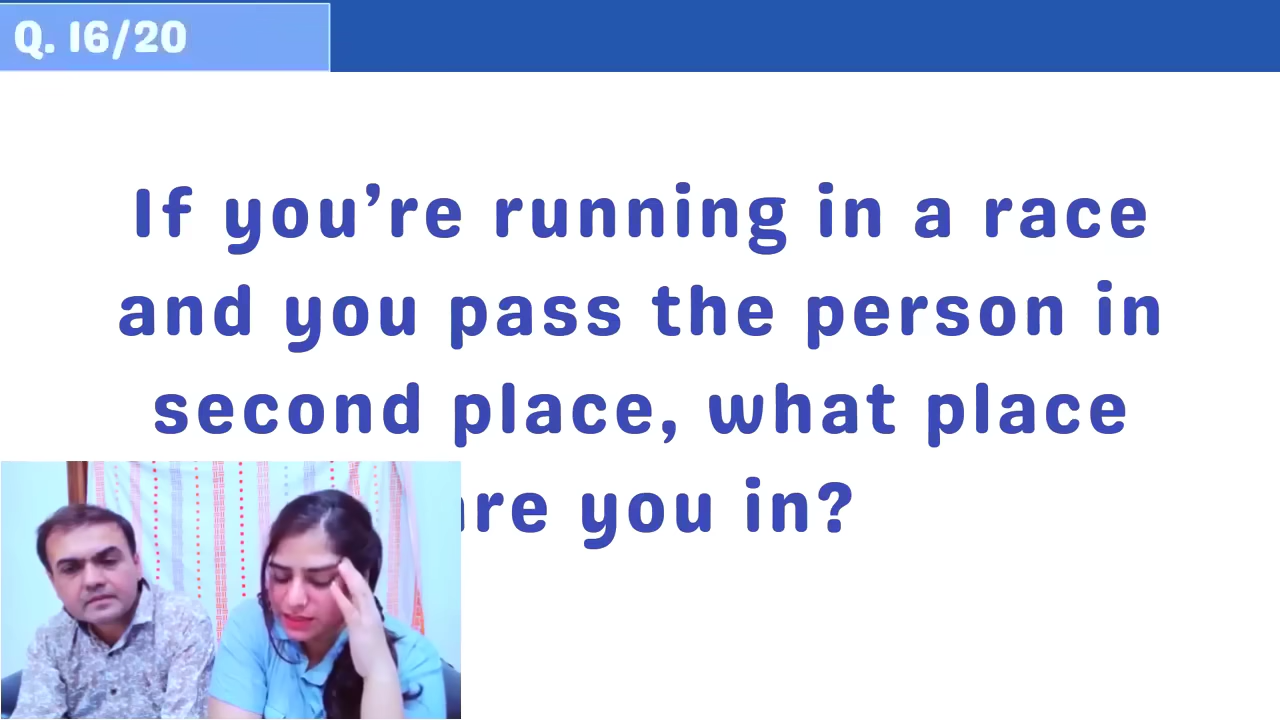 Q. 16/20
If you’re running in a race
and you pass the person in
second place, what place
you in?